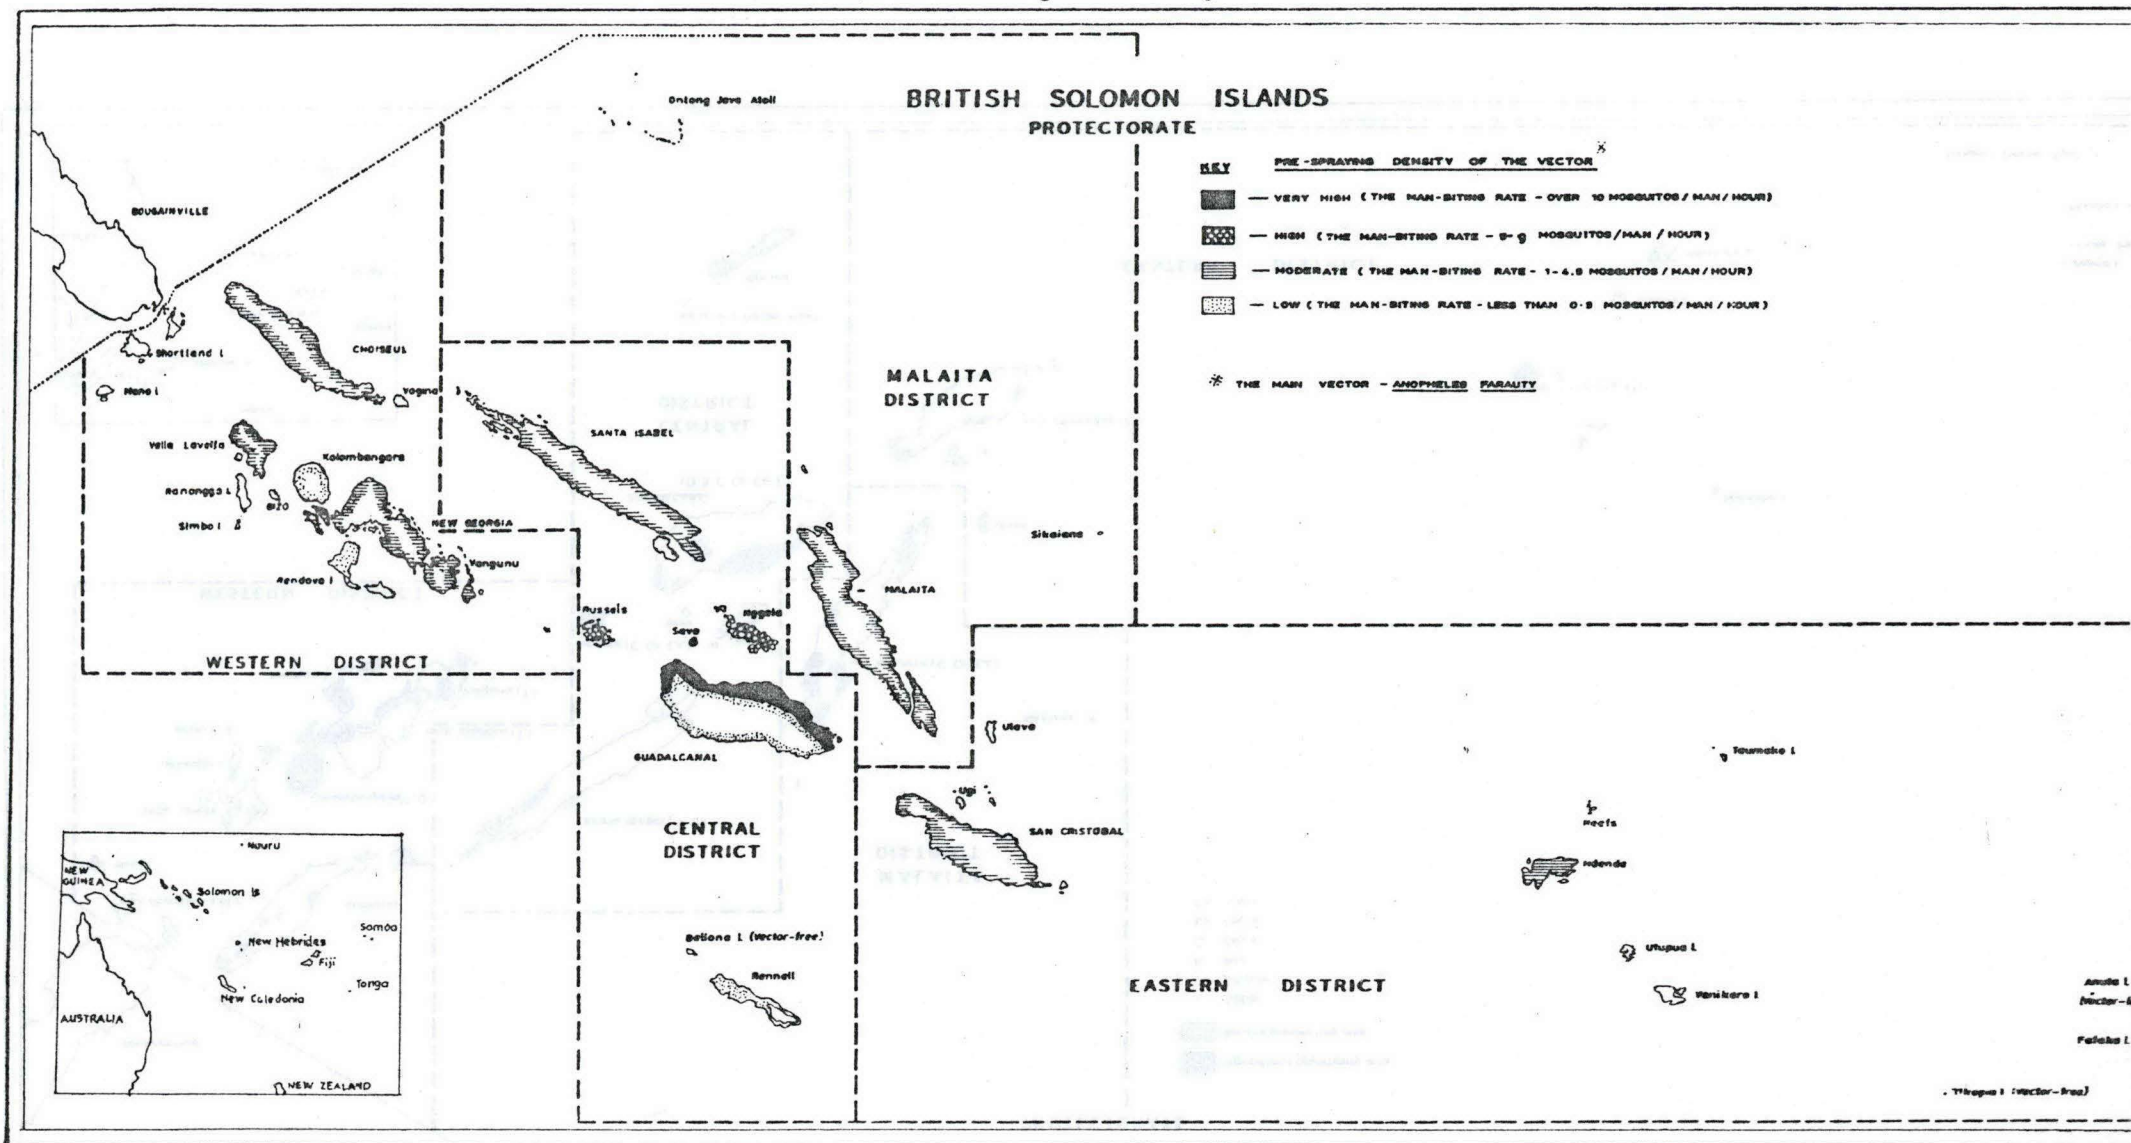 BRITISH SOLOMON ISLANDS
PROTECTORATE
KEY
PRE-SPRAYING DENSITY OF THE VECTOR *
— VERY HIGH (THE MAN-BITING RATE - OVER 10 MOSQUITOS/MAN/HOUR)
— HIGH (THE MAN-BITING RATE - 5-9 MOSQUITOS/MAN/HOUR)
— MODERATE (THE MAN-BITING RATE - 1-4.9 MOSQUITOS/MAN/HOUR)
— LOW (THE MAN-BITING RATE - LESS THAN 0.9 MOSQUITOS/MAN/HOUR)
* THE MAIN VECTOR - ANOPHELES FARAUTY
Ontong Java Atoll
BOUGAINVILLE
Shortland I
Mono I
CHOISEUL
Vagina
Vella Lavella
Kolombangara
Ranongga I.
GIZO
Simbo I
NEW GEORGIA
Rendova I
Vangunu
WESTERN DISTRICT
SANTA ISABEL
Russels
Savo
Nggela
GUADALCANAL
CENTRAL
DISTRICT
Bellona I. (Vector-free)
Rennell
MALAITA
DISTRICT
Sikaiana
MALAITA
Ulava
Ugi
SAN CRISTOBAL
EASTERN DISTRICT
Taumako I.
Reefs
Ndende
Utupua I.
Vanikoro I.
Anuta I.
Fataka I.
Tikopia I (Vector-free)
Nauru
NEW
GUINEA
Solomon Is
New Hebrides
Samoa
Fiji
Tonga
New Caledonia
AUSTRALIA
NEW ZEALAND